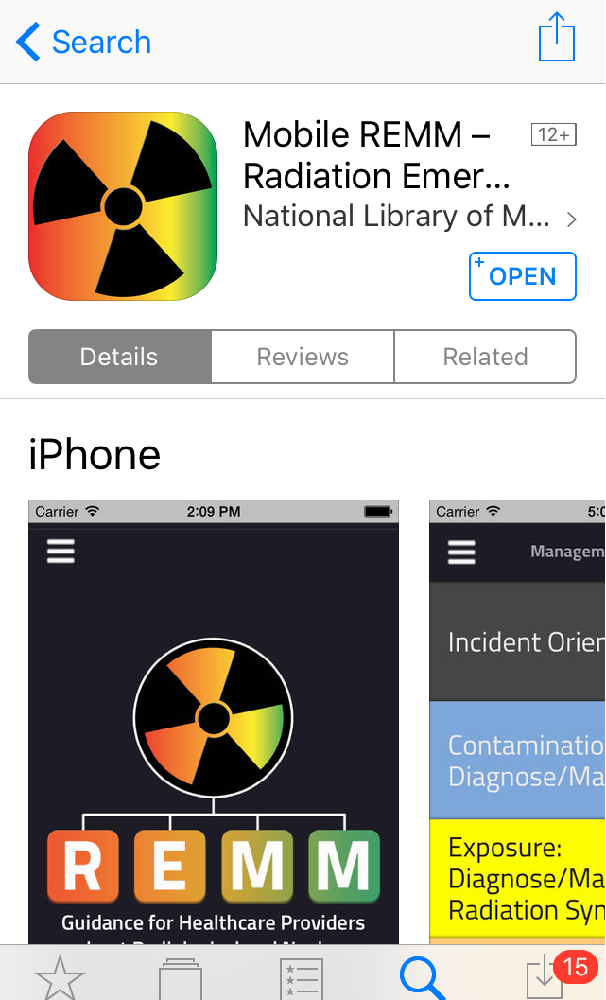 Search
Mobile REMM –
12+
Radiation Emer...
National Library of M...
+ OPEN
Details
Reviews
Related
iPhone
Carrier
2:09 PM
R E M M
Guidance for Healthcare Providers
Carrier
5:0
Managem
Incident Orien
Contaminatio
Diagnose/Ma
Exposure:
Diagnose/Ma
Radiation Syn
15